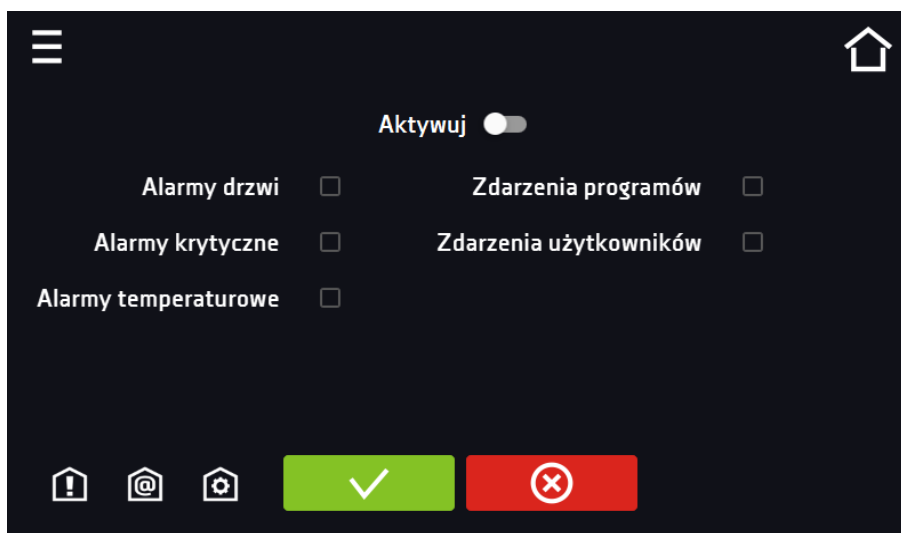 Aktywuj
Alarmy drzwi
Zdarzenia programów
Alarmy krytyczne
Zdarzenia użytkowników
Alarmy temperaturowe